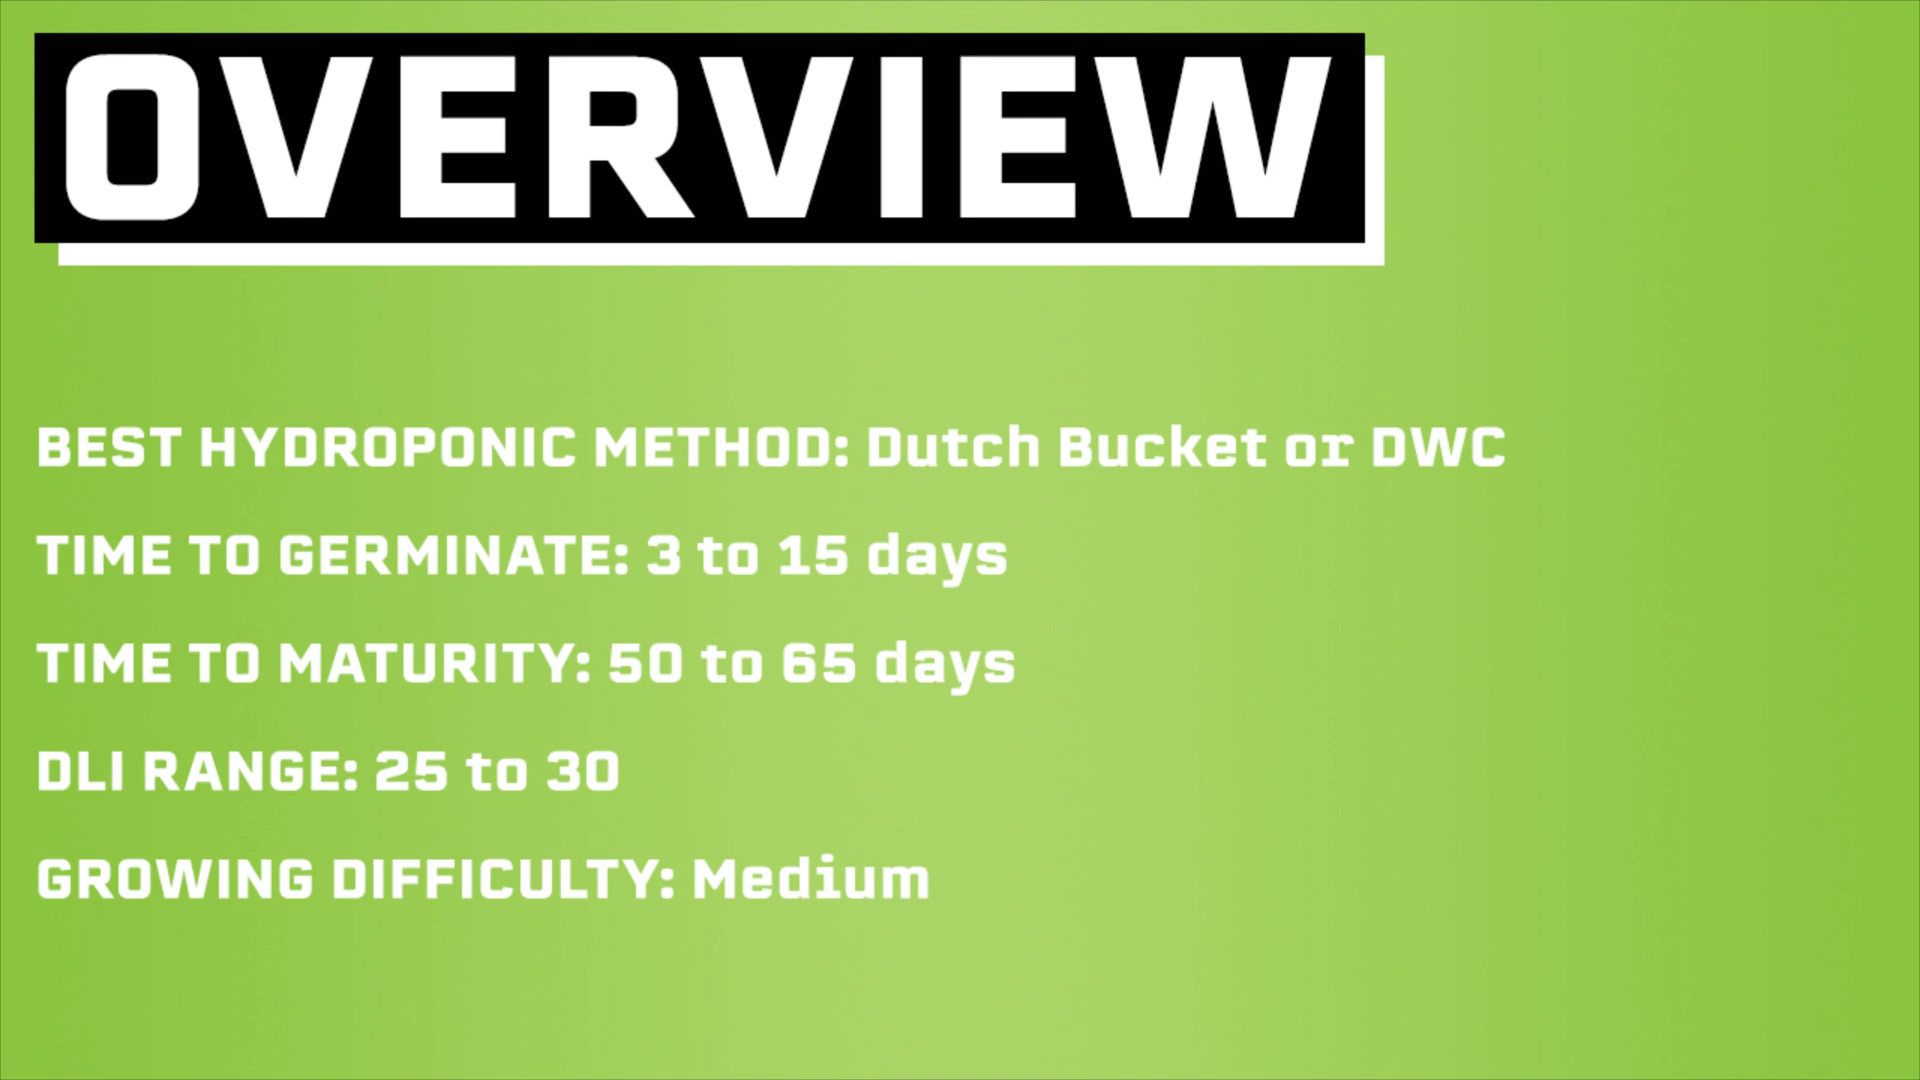 OVERVIEW
BEST HYDROPONIC METHOD: Dutch Bucket or DWC
TIME TO GERMINATE: 3 to 15 days
TIME TO MATURITY: 50 to 65 days
DLI RANGE: 25 to 30
GROWING DIFFICULTY: Medium